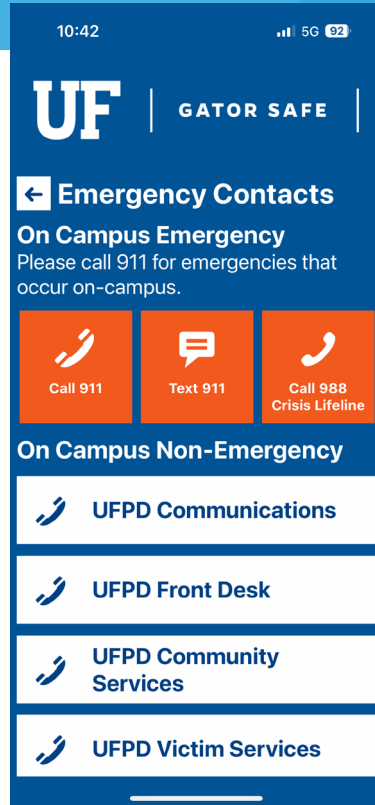 10:42 5G 92
UF | GATOR SAFE |
Emergency Contacts
On Campus Emergency
Please call 911 for emergencies that
occur on-campus.
Call 911
Text 911
Call 988
Crisis Lifeline
On Campus Non-Emergency
UFPD Communications
UFPD Front Desk
UFPD Community
Services
UFPD Victim Services